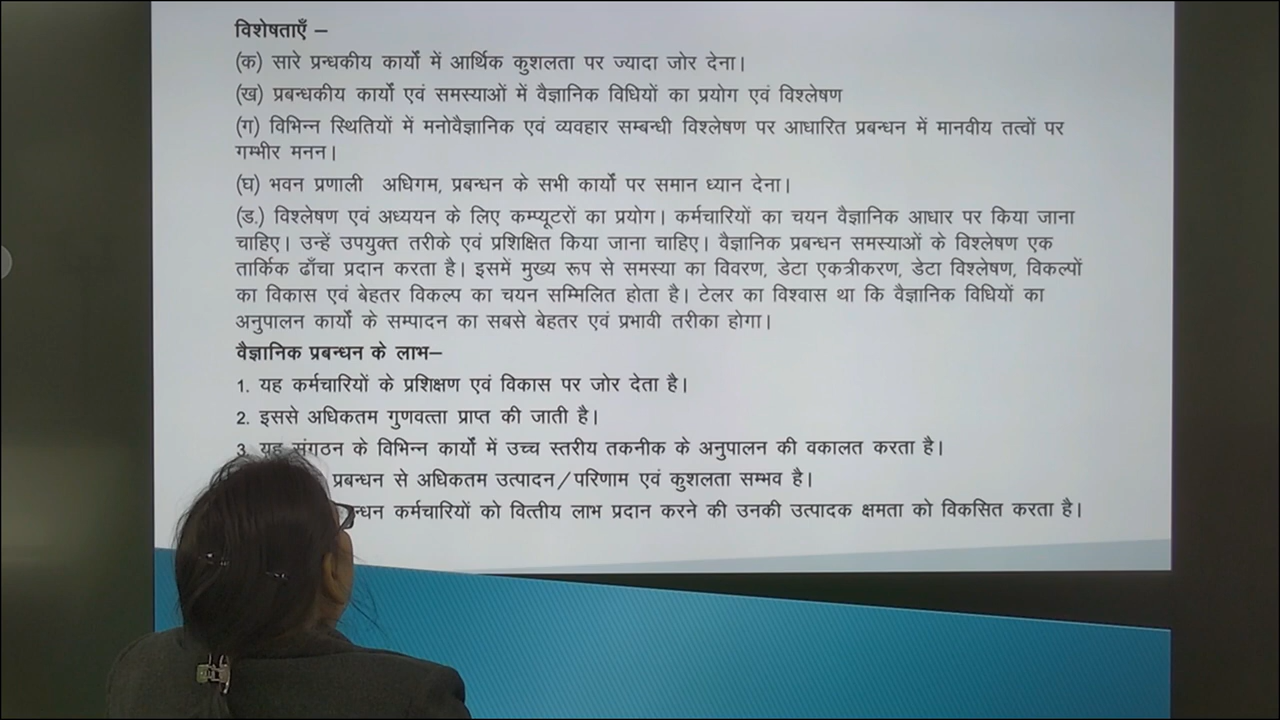 विशेषताएँ –
(क) सारे प्रन्धकीय कार्यों में आर्थिक कुशलता पर ज्यादा जोर देना।
(ख) प्रबन्धकीय कार्यों एवं समस्याओं में वैज्ञानिक विधियों का प्रयोग एवं विश्लेषण
(ग) विभिन्न स्थितियों में मनोवैज्ञानिक एवं व्यवहार सम्बन्धी विश्लेषण पर आधारित प्रबन्धन में मानवीय तत्वों पर
गम्भीर मनन।
(घ) भवन प्रणाली अधिगम, प्रबन्धन के सभी कार्यों पर समान ध्यान देना।
(ड.) विश्लेषण एवं अध्ययन के लिए कम्प्यूटरों का प्रयोग। कर्मचारियों का चयन वैज्ञानिक आधार पर किया जाना
चाहिए। उन्हें उपयुक्त तरीके एवं प्रशिक्षित किया जाना चाहिए। वैज्ञानिक प्रबन्धन समस्याओं के विश्लेषण एक
तार्किक ढाँचा प्रदान करता है। इसमें मुख्य रूप से समस्या का विवरण, डेटा एकत्रीकरण, डेटा विश्लेषण, विकल्पों
का विकास एवं बेहतर विकल्प का चयन सम्मिलित होता है। टेलर का विश्वास था कि वैज्ञानिक विधियों का
अनुपालन कार्यों के सम्पादन का सबसे बेहतर एवं प्रभावी तरीका होगा।
वैज्ञानिक प्रबन्धन के लाभ–
1. यह कर्मचारियों के प्रशिक्षण एवं विकास पर जोर देता है।
2. इससे अधिकतम गुणवत्ता प्राप्त की जाती है।
3. यह संगठन के विभिन्न कार्यों में उच्च स्तरीय तकनीक के अनुपालन की वकालत करता है।
प्रबन्धन से अधिकतम उत्पादन/परिणाम एवं कुशलता सम्भव है।
कर्मचारियों को वित्तीय लाभ प्रदान करने की उनकी उत्पादक क्षमता को विकसित करता है।